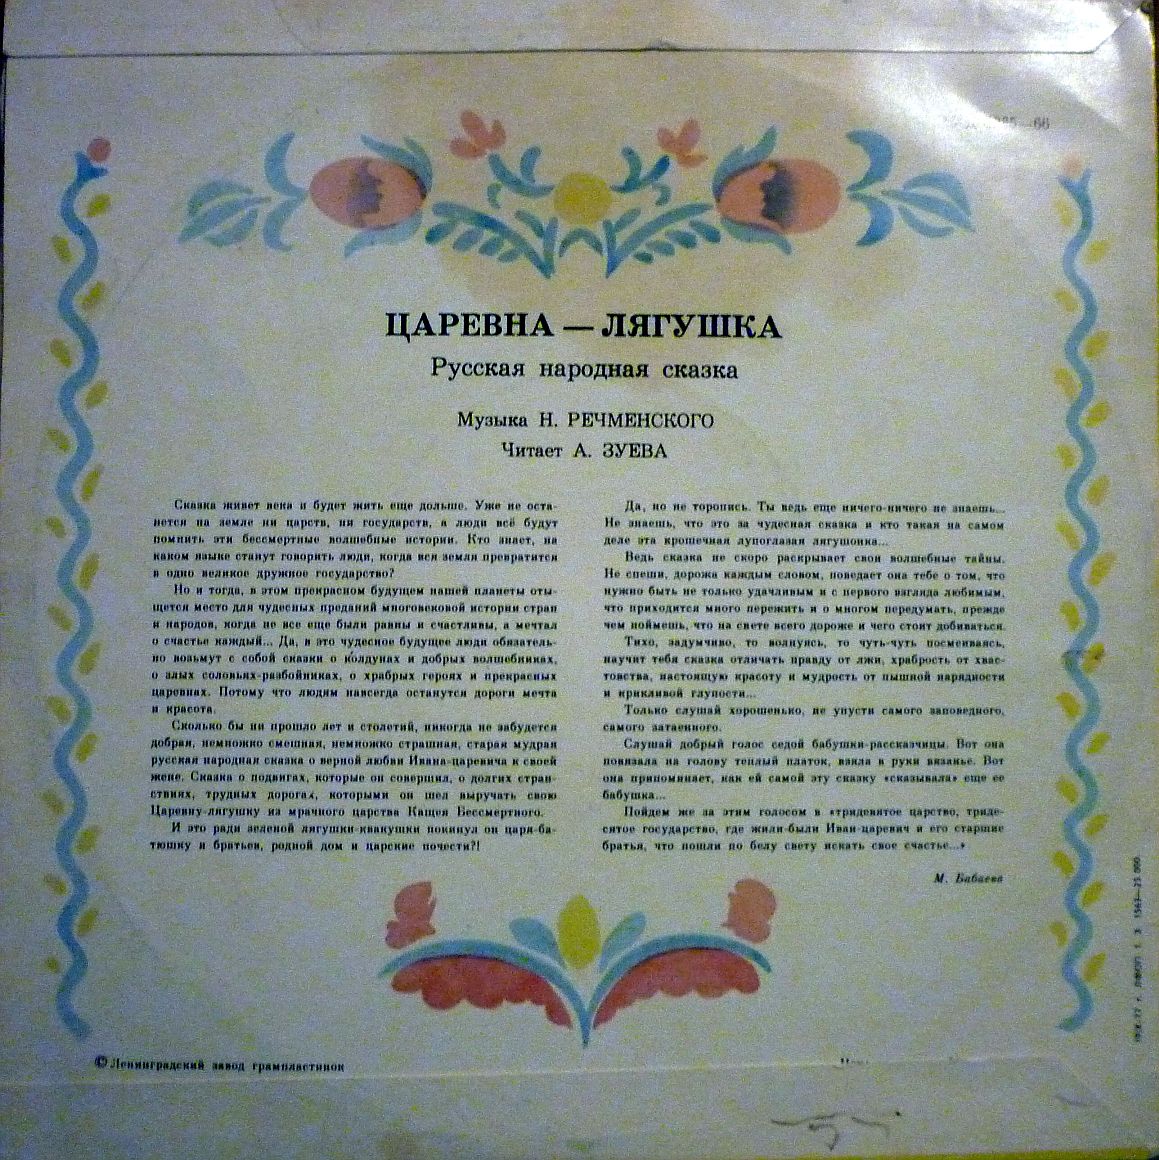 —66
ЦАРЕВНА — ЛЯГУШКА
Русская народная сказка
Музыка Н. РЕЧМЕНСКОГО
Читает А. ЗУЕВА
Сказка живет века и будет жить еще дольше. Уже не оста-
нется на земле ни царств, ни государств, а люди всё будут
помнить эти бессмертные волшебные истории. Кто знает, на
каком языке станут говорить люди, когда вся земля превратится
в одно великое дружное государство?
Но и тогда, в этом прекрасном будущем нашей планеты оты-
щется место для чудесных преданий многовековой истории стран
и народов, когда не все еще были равны и счастливы, а мечтал
о счастье каждый... Да, в это чудесное будущее люди обязатель-
но возьмут с собой сказки о колдунах и добрых волшебниках,
о злых соловьях-разбойниках, о храбрых героях и прекрасных
царевнах. Потому что людям навсегда останутся дороги мечта
и красота.
Сколько бы ни прошло лет и столетий, никогда не забудется
добрая, немножко смешная, немножко страшная, старая мудрая
русская народная сказка о верной любви Ивана-царевича к своей
жене. Сказка о подвигах, которые он совершил, о долгих стран-
ствиях, трудных дорогах, которыми он шел выручать свою
Царевну-лягушку из мрачного царства Кащея Бессмертного.
И это ради зеленой лягушки-квакушки покинул он царя-ба-
тюшку и братьев, родной дом и царские почести?!
Да, но не торопись. Ты ведь еще ничего-ничего не знаешь...
Не знаешь, что это за чудесная сказка и кто такая на самом
деле эта крошечная лупоглазая лягушонка...
Ведь сказка не скоро раскрывает свои волшебные тайны.
Не спеши, дорожа каждым словом, поведает она тебе о том, что
нужно быть не только удачливым и с первого взгляда любимым,
что приходится много пережить и о многом передумать, прежде
чем поймешь, что на свете всего дороже и чего стоит добиваться.
Тихо, задумчиво, то волнуясь, то чуть-чуть посмеиваясь,
научит тебя сказка отличать правду от лжи, храбрость от хвас-
товства, настоящую красоту и мудрость от пышной нарядности
и крикливой глупости...
Только слушай хорошенько, не упусти самого заповедного,
самого затаенного.
Слушай добрый голос седой бабушки-рассказчицы. Вот она
повязала на голову теплый платок, взяла в руки вязанье. Вот
она припоминает, как ей самой эту сказку «сказывала» еще ее
бабушка...
Пойдем же за этим голосом в «тридевятое царство, триде-
сятое государство, где жили-были Иван-царевич и его старшие
братья, что пошли по белу свету искать свое счастье...»
М. Бабаева
© Ленинградский завод грампластинок